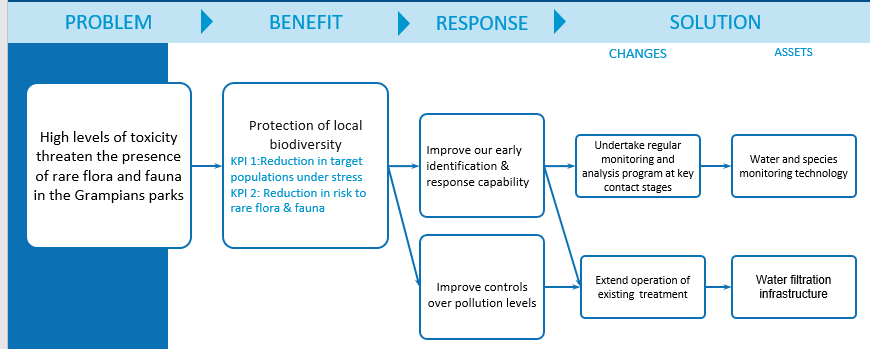 PROBLEM
BENEFIT
RESPONSE
SOLUTION
CHANGES
ASSETS
High levels of toxicity
threaten the presence
of rare flora and fauna
in the Grampians parks
Protection of local
biodiversity
KPI 1:Reduction in target
populations under stress
KPI 2: Reduction in risk to
rare flora & fauna
Improve our early
identification &
response capability
Improve controls
over pollution levels
Undertake regular
monitoring and
analysis program at key
contact stages
Water and species
monitoring technology
Extend operation of
existing treatment
Water filtration
infrastructure